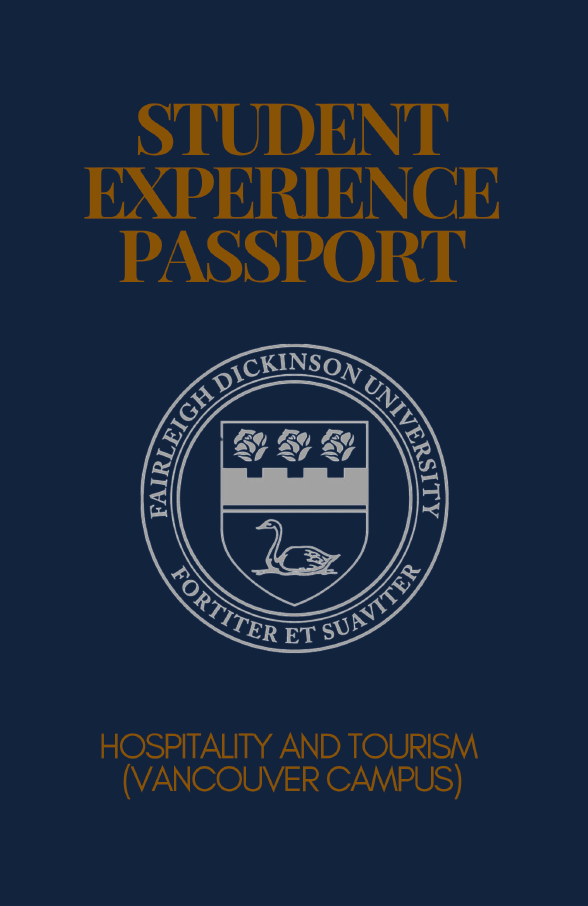 STUDENT
EXPERIENCE
PASSPORT
FAIRLEIGH DICKINSON UNIVERSITY
FORTITER ET SUAVITER
HOSPITALITY AND TOURISM
(VANCOUVER CAMPUS)